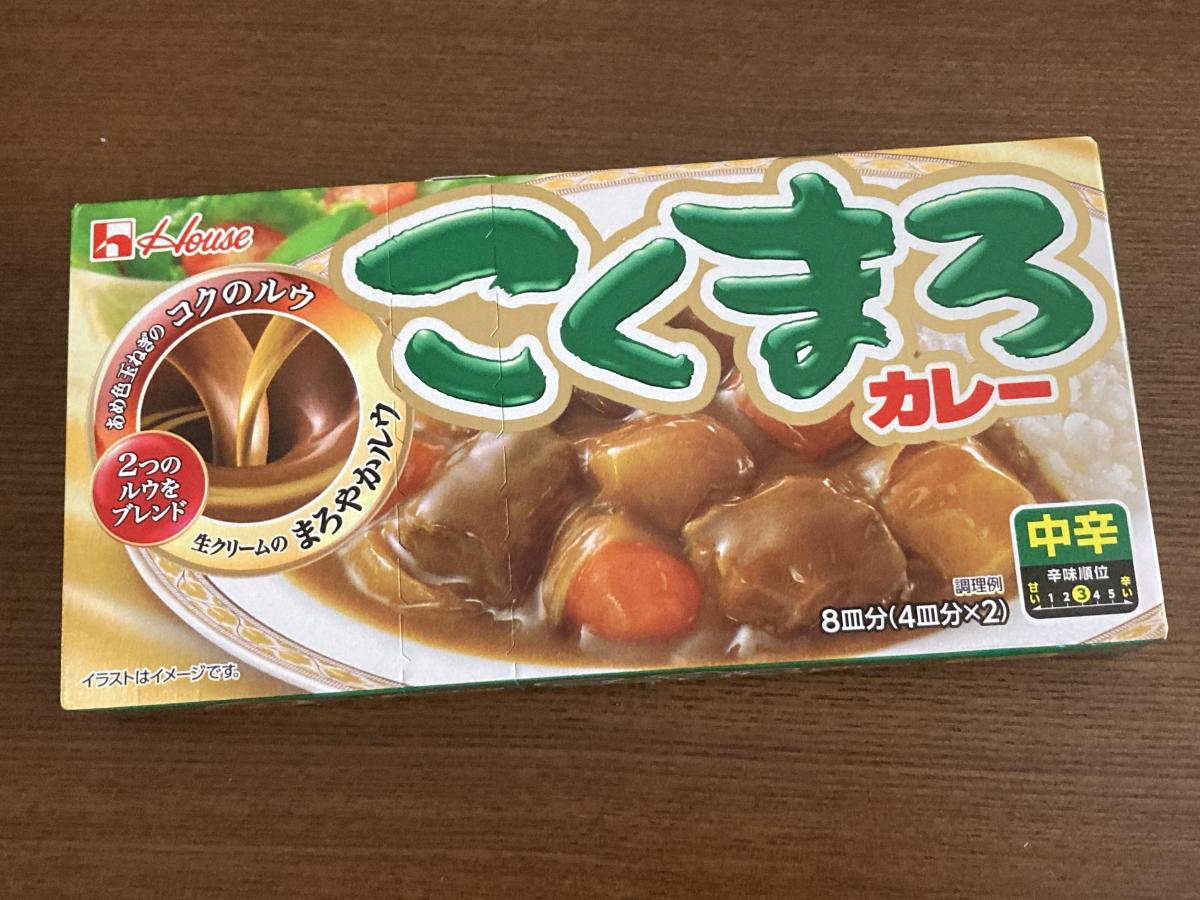 House
こくまろ
カレー
あめ色玉ねぎの
コクのルウ
2つの
ルウを
ブレンド
生クリームの
まろやかルウ
中辛
辛味順位
甘い 1 2 3 4 5 辛い
調理例
8皿分(4皿分×2)
イラストはイメージです。